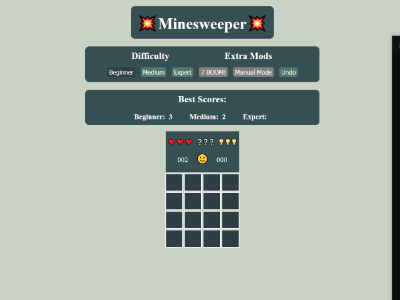 Minesweeper
Difficulty Extra Mods
Beginner Medium Expert 7 BOOM! Manual Mode Undo
Best Scores:
Beginner: 3 Medium: 2 Expert:
???
002 000